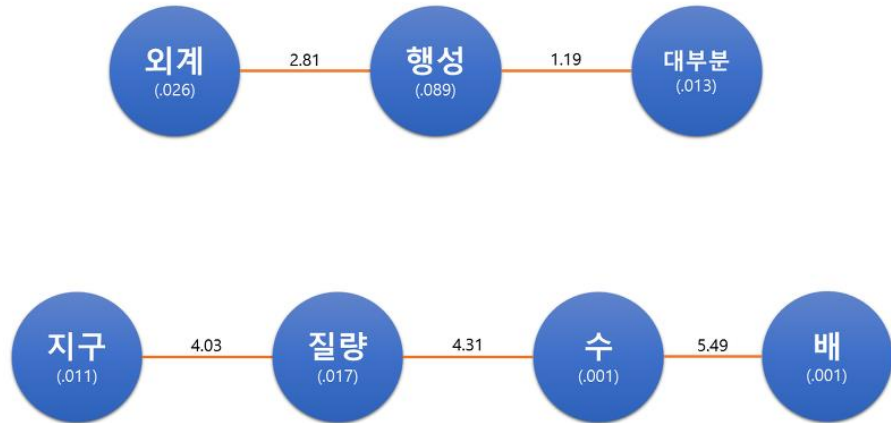 외계 2.81 행성 1.19 대부분
(.026) (.089) (.013)
지구 4.03 질량 4.31 수 5.49 배
(.011) (.017) (.001) (.001)